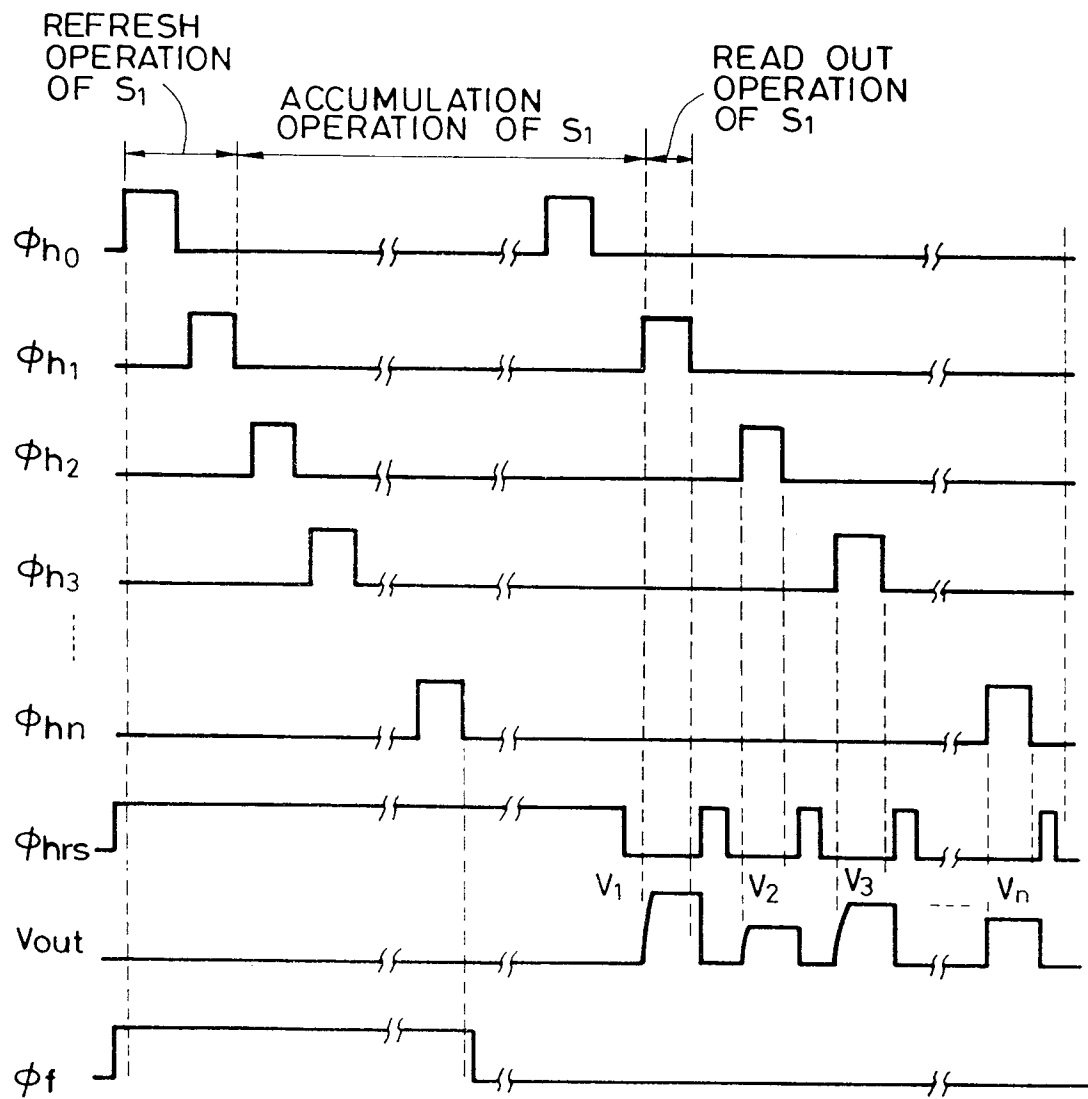 REFRESH
OPERATION
OF S1
ACCUMULATION
OPERATION OF S1
READ OUT
OPERATION
OF S1
Φh0
Φh1
Φh2
Φh3
Φhn
Φhrs
V1
V2
V3
Vn
Vout
Φf